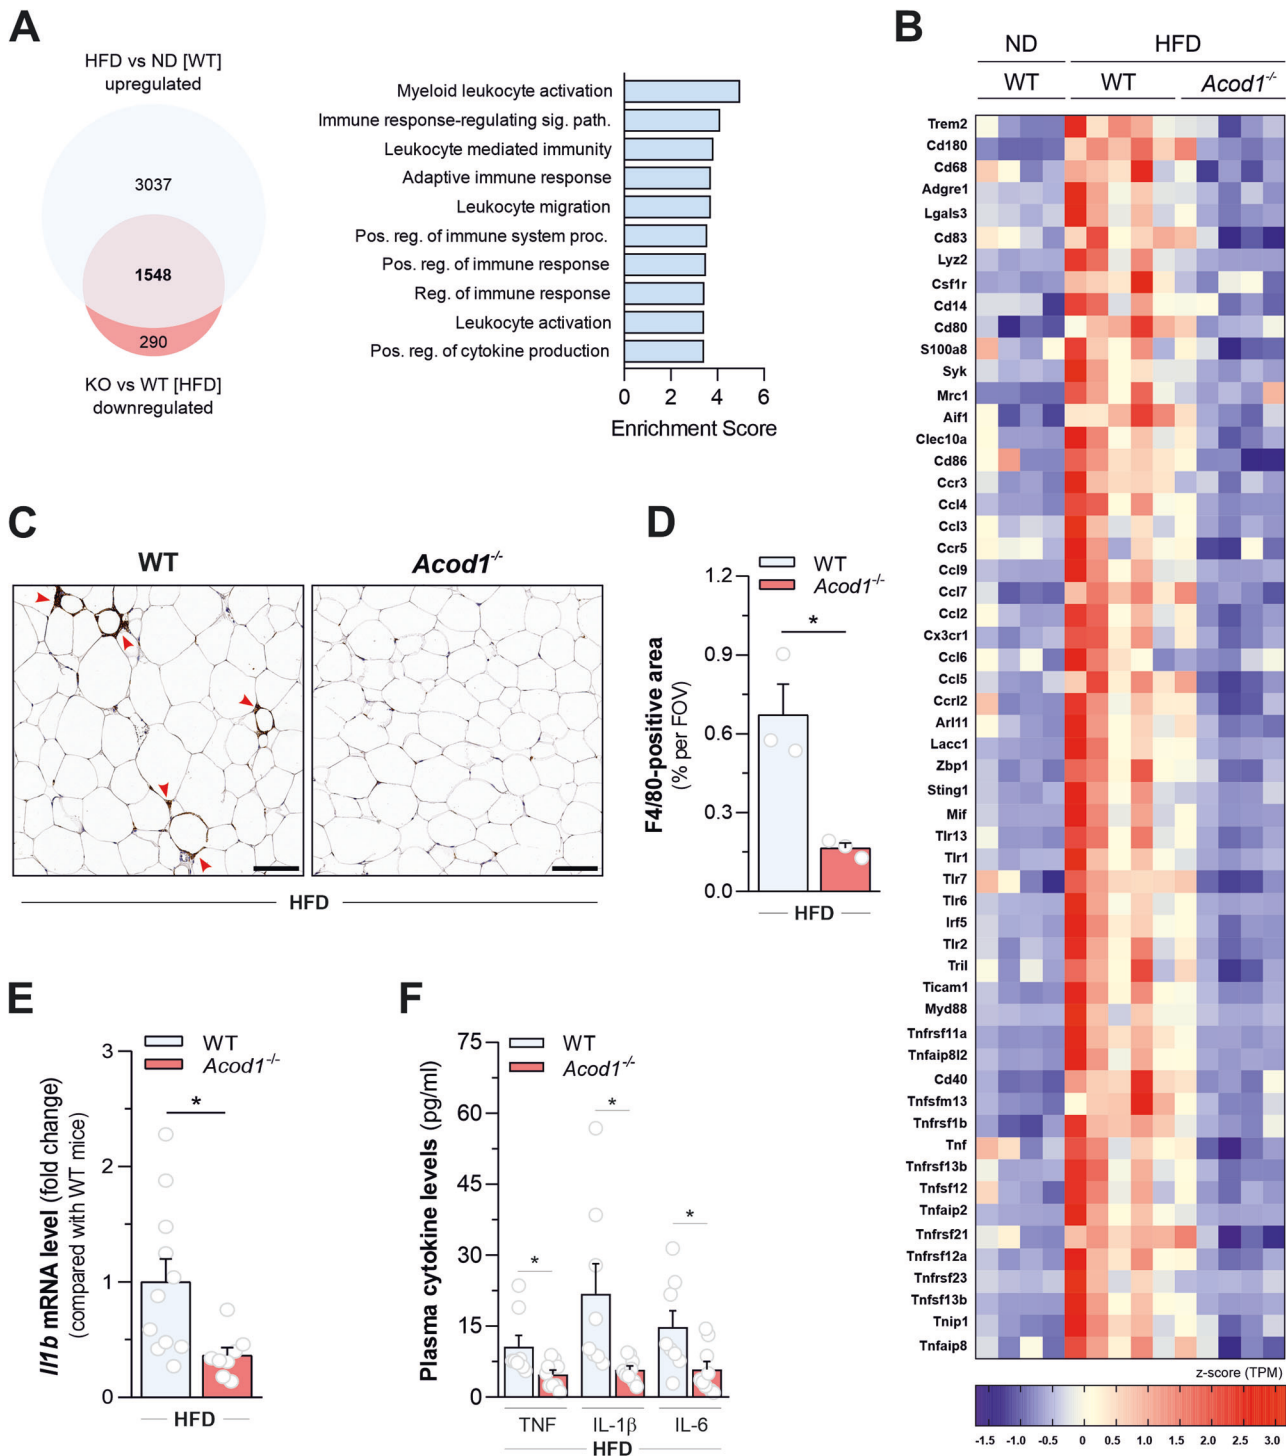 A
HFD vs ND [WT]
upregulated
3037
1548
290
KO vs WT [HFD]
downregulated
Myeloid leukocyte activation
Immune response-regulating sig. path.
Leukocyte mediated immunity
Adaptive immune response
Leukocyte migration
Pos. reg. of immune system proc.
Pos. reg. of immune response
Reg. of immune response
Leukocyte activation
Pos. reg. of cytokine production
0 2 4 6
Enrichment Score
B
ND HFD
WT WT Acod1-/-
Trem2
Cd180
Cd68
Adgre1
Lgals3
Cd83
Lyz2
Csf1r
Cd14
Cd80
S100a8
Syk
Mrc1
Aif1
Clec10a
Cd86
Ccr3
Ccl4
Ccl3
Ccr5
Ccl9
Ccl7
Ccl2
Cx3cr1
Ccl6
Ccl5
Ccrl2
Arl11
Lacc1
Zbp1
Sting1
Mif
Tlr13
Tlr1
Tlr7
Tlr6
Irf5
Tlr2
Tril
Ticam1
Myd88
Tnfrsf11a
Tnfaip8l2
Cd40
Tnfsfm13
Tnfrsf1b
Tnf
Tnfrsf13b
Tnfsf12
Tnfaip2
Tnfrsf21
Tnfrsf12a
Tnfrsf23
Tnfsf13b
Tnip1
Tnfaip8
z-score (TPM)
-1.5 -1.0 -0.5 0 0.5 1.0 1.5 2.0 2.5 3.0
C
WT Acod1-/-
HFD
D
WT
Acod1-/-
F4/80-positive area
(% per FOV)
1.2
0.9
0.6
0.3
0.0
*
HFD
E
WT
Acod1-/-
Il1b mRNA level (fold change)
(compared with WT mice)
3
2
1
0
*
HFD
F
WT
Acod1-/-
Plasma cytokine levels (pg/ml)
75
60
45
30
15
0
* * *
TNF IL-1β IL-6
HFD